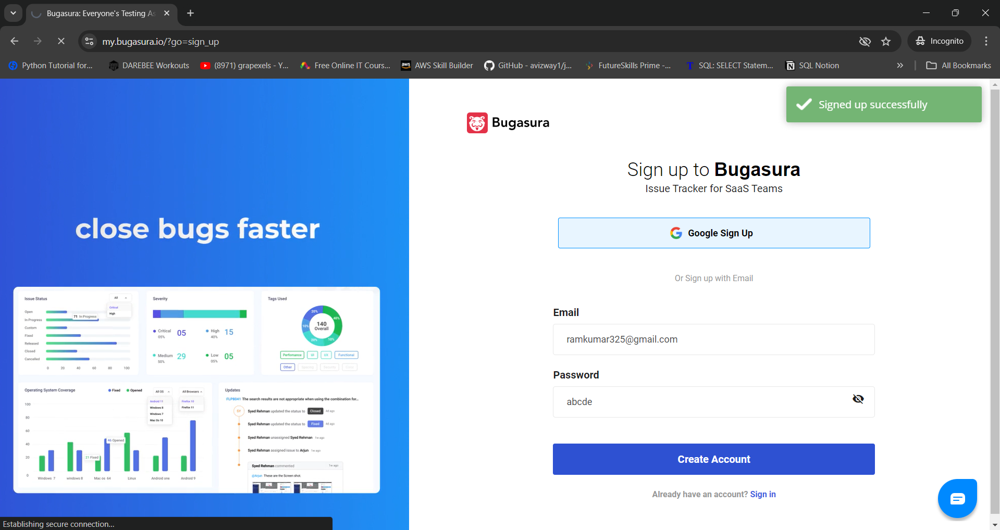 Bugasura: Everyone's Testing As
my.bugasura.io/?go=sign_up
Incognito
Python Tutorial for...
DAREBEE Workouts
(8971) grapexels - Y...
Free Online IT Cours...
aws
AWS Skill Builder
GitHub - avizway1/j...
FutureSkills Prime -...
T
SQL: SELECT Statem...
SQL Notion
All Bookmarks
Signed up successfully
Bugasura
Sign up to Bugasura
Issue Tracker for SaaS Teams
Google Sign Up
Or Sign up with Email
Email
ramkumar325@gmail.com
Password
abcde
Create Account
Already have an account? Sign in
close bugs faster
Issue Status
All
Critical
High
Open
In Progress
71 In Progress
Custom
Fixed
Released
Closed
Cancelled
0 20 40 60 80 100
Severity
Critical 05
05%
High 15
40%
Medium 29
50%
Low 05
05%
Tags Used
20%
40%
10%
140
Overall
20%
10%
Perfomance UI UX Functional
Other Spacing Security
Operating System Coverage
Fixed Opened
All OS
All Browsers
Android 11
Windows 8
Windows 7
Mac Os 10
Firefox 10
Firefox 11
100
80
60
40
20
0
46 Opened
21 Fixed
Windows 7 windows 8 Mac os 64 Linux Android one Android 9
Updates
FLP8041 The search results are not appropriate when using the combination for...
SY
Syed Rehman updated the status to Closed 4d ago
Syed Rehman updated the status to Fixed 4d ago
Syed Rehman unassigned Syed Rehman 1w ago
Syed Rehman assigned issue to Arjun 1w ago
Syed Rehman commented 1w ago
@Arjun These are the Screen shot.
Establishing secure connection...